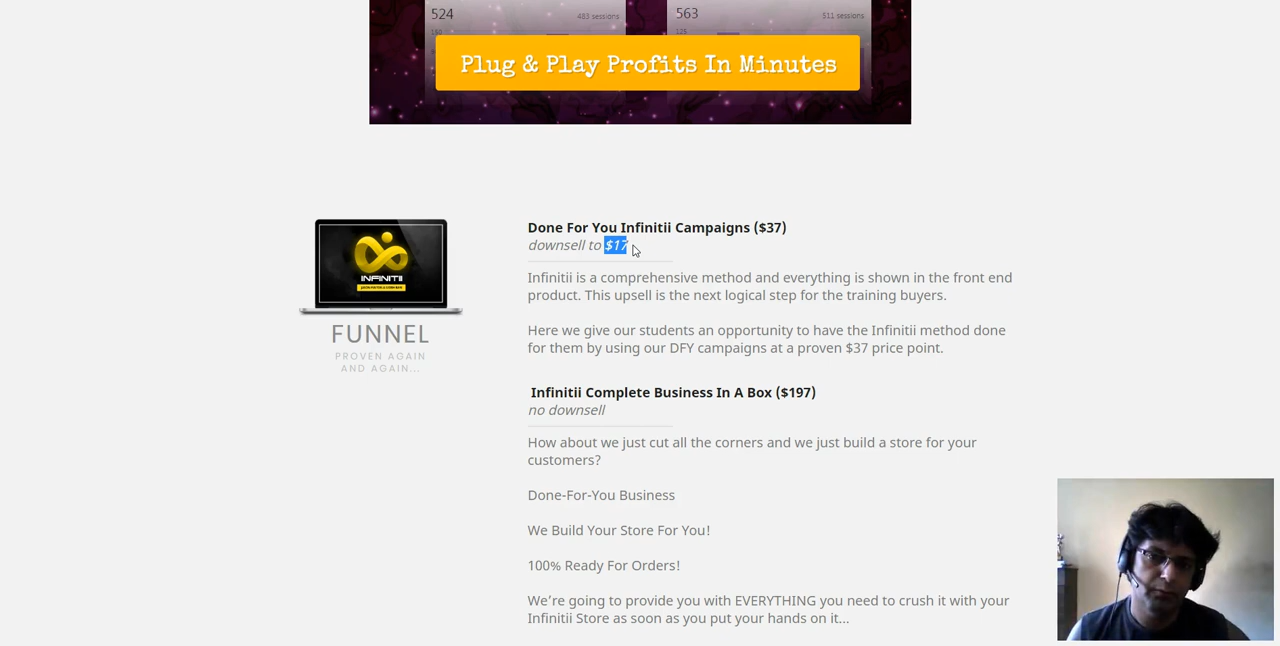 524
483 sessions
563
511 sessions
150
125
Plug & Play Profits In Minutes
INFINITII
FUNNEL
PROVEN AGAIN
AND AGAIN...
Done For You Infinitii Campaigns ($37)
downsell to $17
Infinitii is a comprehensive method and everything is shown in the front end
product. This upsell is the next logical step for the training buyers.
Here we give our students an opportunity to have the Infinitii method done
for them by using our DFY campaigns at a proven $37 price point.
Infinitii Complete Business In A Box ($197)
no downsell
How about we just cut all the corners and we just build a store for your
customers?
Done-For-You Business
We Build Your Store For You!
100% Ready For Orders!
We're going to provide you with EVERYTHING you need to crush it with your
Infinitii Store as soon as you put your hands on it...